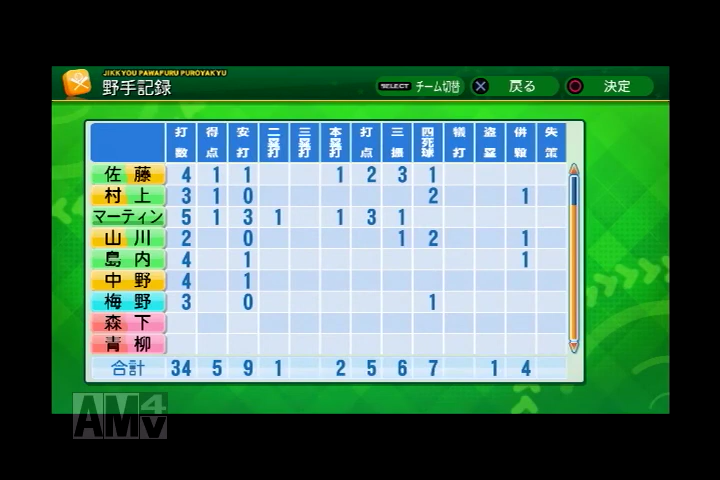 JIKKYOU PAWAFURU PUROYAKYU
野手記録
SELECT チーム切替 戻る 決定
打数 得点 安打 二塁打 三塁打 本塁打 打点 三振 四死球 犠打 盗塁 併殺 失策
佐藤 4 1 1 1 2 3 1
村上 3 1 0 2 1
マーティン 5 1 3 1 1 3 1
山川 2 0 1 2 1
島内 4 1 1
中野 4 1
梅野 3 0 1
森下
青柳
合計 34 5 9 1 2 5 6 7 1 4
AMV4